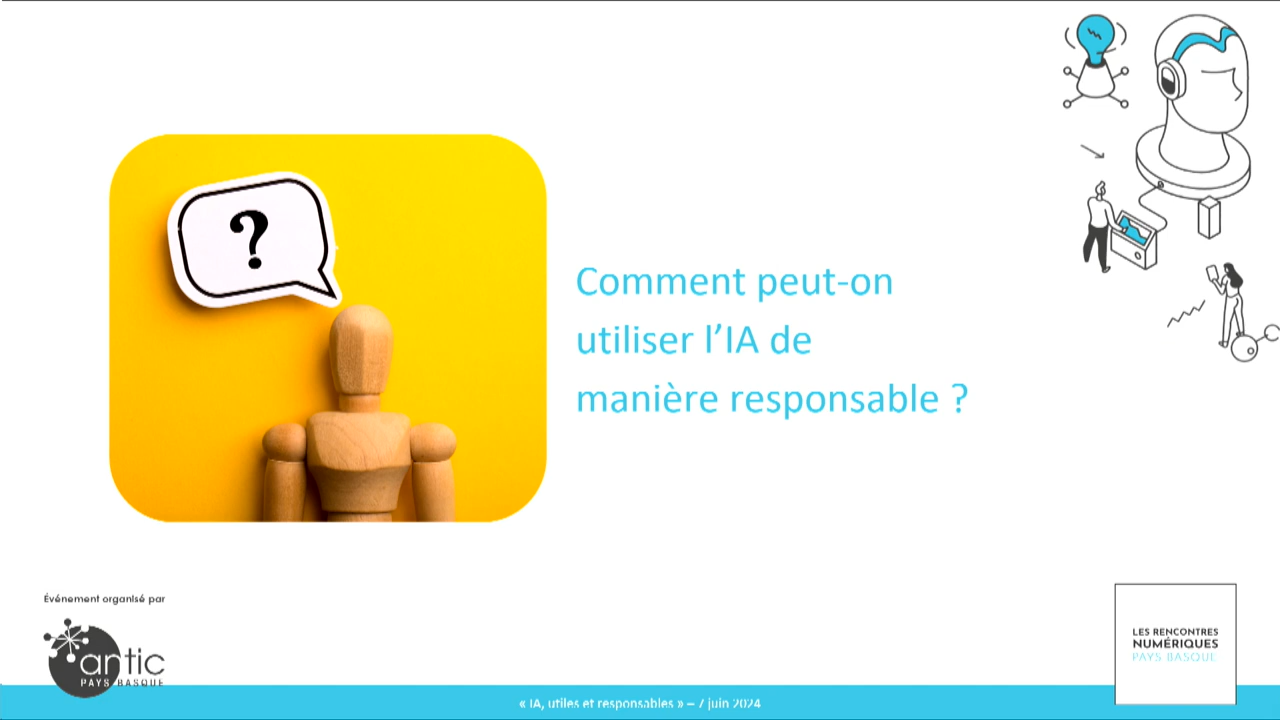 ?
Comment peut-on
utiliser l'IA de
manière responsable ?
Événement organisé par
antic
PAYS BASQUE
LES RENCONTRES
NUMÉRIQUES
PAYS BASQUE
« IA, utiles et responsables » – 7 juin 2024